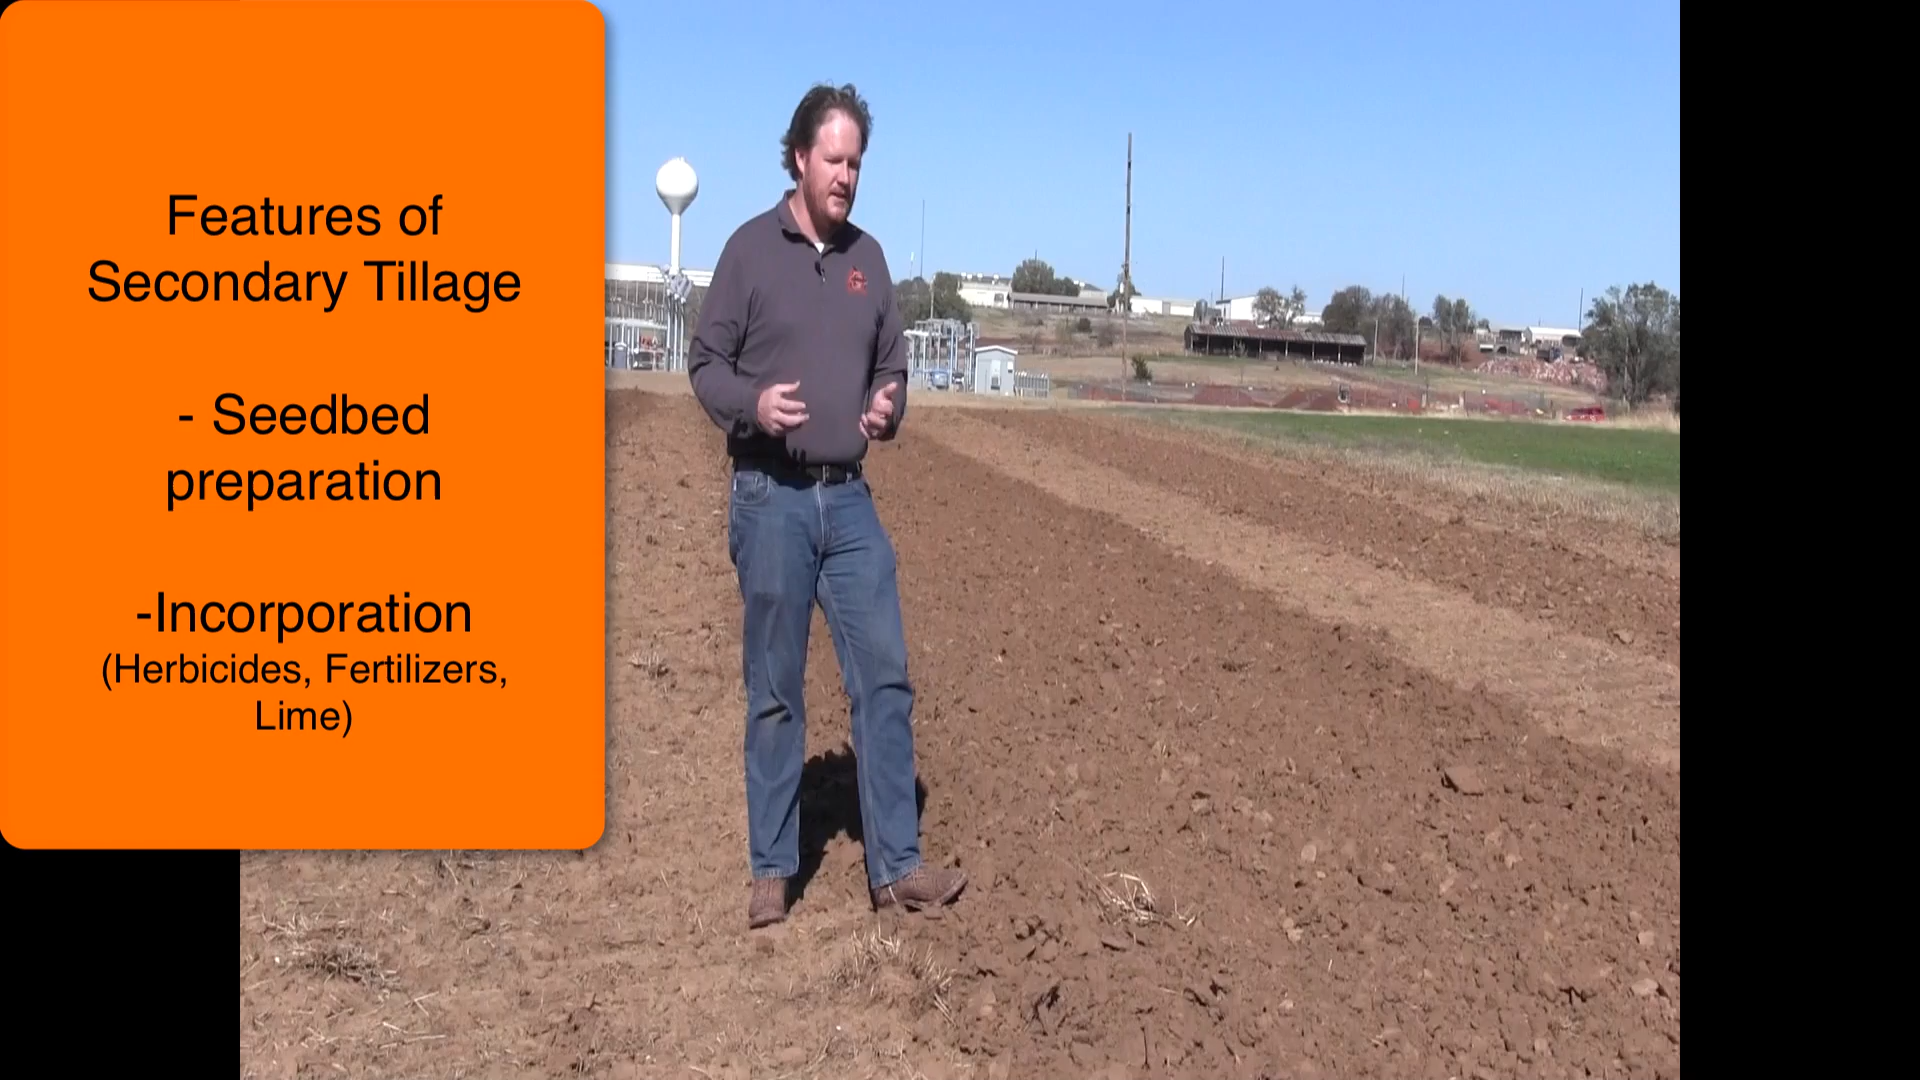 Features of
Secondary Tillage
- Seedbed
preparation
-Incorporation
(Herbicides, Fertilizers,
Lime)